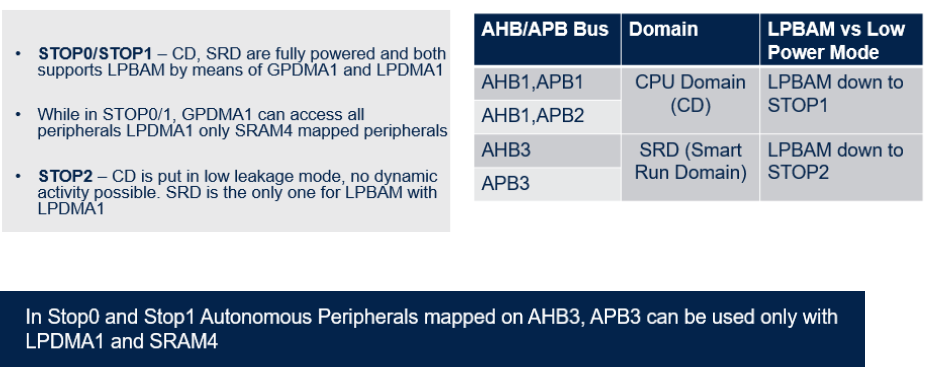 • STOP0/STOP1 – CD, SRD are fully powered and both
supports LPBAM by means of GPDMA1 and LPDMA1
• While in STOP0/1, GPDMA1 can access all
peripherals LPDMA1 only SRAM4 mapped peripherals
• STOP2 – CD is put in low leakage mode, no dynamic
activity possible. SRD is the only one for LPBAM with
LPDMA1
AHB/APB Bus Domain LPBAM vs Low
Power Mode
AHB1,APB1 CPU Domain LPBAM down to
(CD) STOP1
AHB1,APB2
AHB3 SRD (Smart LPBAM down to
Run Domain) STOP2
APB3
In Stop0 and Stop1 Autonomous Peripherals mapped on AHB3, APB3 can be used only with
LPDMA1 and SRAM4